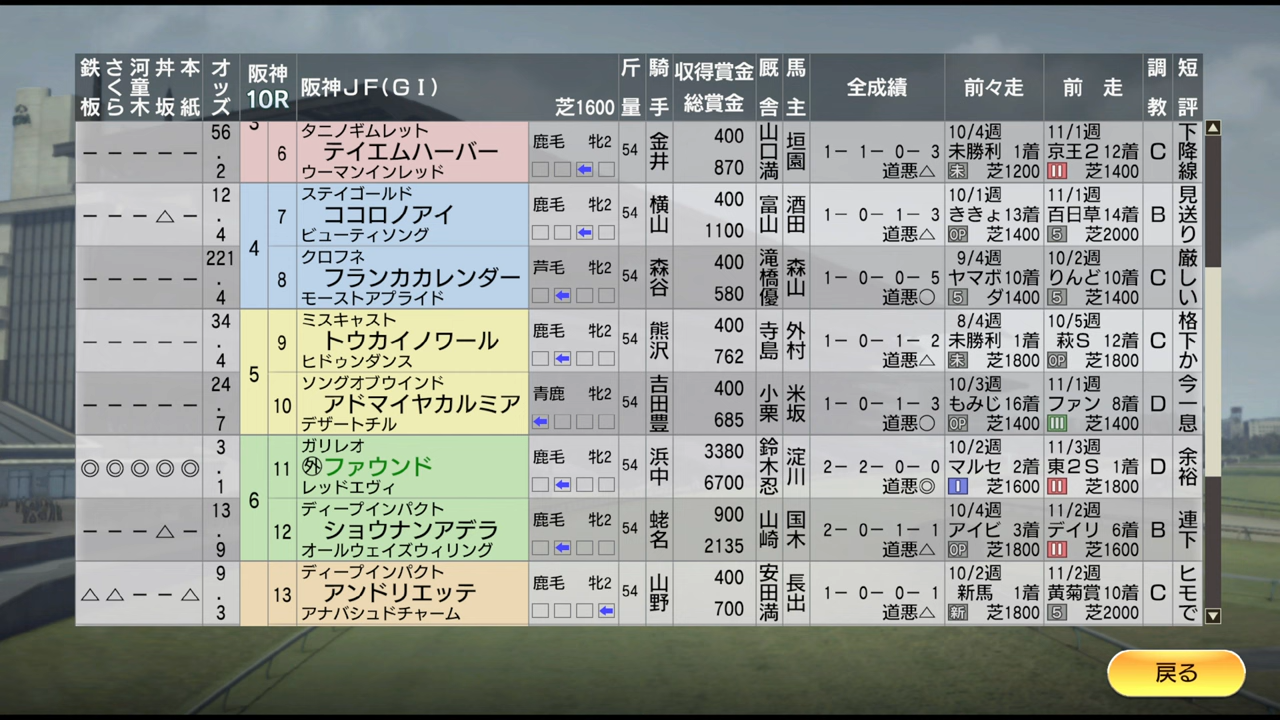 鉄板 さくら 河童木 丼坂 本紙 オッズ 阪神10R 阪神JF(GI) 芝1600 斤量 騎手 収得賞金 総賞金 厩舎 馬主 全成績 前々走 前走 調教 短評
－ － － － － 56.2 3 6 タニノギムレット 鹿毛 牝2 54 金井 400 山口満 垣園 1－1－0－3 10/4週 11/1週 C 下降線
テイエムハーバー 未勝利 1着 京王2 12着
ウーマンインレッド 870 道悪△ 未 芝1200 II 芝1400
－ － － △ － 12.4 4 7 ステイゴールド 鹿毛 牝2 54 横山 400 富山 酒田 1－0－1－3 10/1週 11/1週 B 見送り
ココロノアイ ききょ13着 百日草14着
ビューティソング 1100 道悪△ OP 芝1400 5 芝2000
－ － － － － 221.4 8 クロフネ 芦毛 牝2 54 森谷 400 滝橋優 森山 1－0－0－5 9/4週 10/2週 C 厳しい
フランカカレンダー ヤマボ10着 りんど10着
モーストアプライド 580 道悪○ 5 ダ1400 5 芝1400
－ － － － － 34.4 5 9 ミスキャスト 鹿毛 牝2 54 熊沢 400 寺島 外村 1－0－1－2 8/4週 10/5週 C 格下か
トウカイノワール 未勝利 1着 萩S 12着
ヒドゥンダンス 762 道悪△ 未 芝1800 OP 芝1800
－ － － － － 24.7 10 ソングオブウインド 青鹿 牝2 54 吉田豊 400 小栗 米坂 1－0－1－3 10/3週 11/1週 D 今一息
アドマイヤカルミア もみじ16着 ファン 8着
デザートチル 685 道悪○ OP 芝1400 III 芝1400
◎ ◎ ◎ ◎ ◎ 3.1 6 11 ガリレオ 鹿毛 牝2 54 浜中 3380 鈴木忍 淀川 2－2－0－0 10/2週 11/3週 D 余裕
外ファウンド マルセ 2着 東2S 1着
レッドエヴィ 6700 道悪◎ I 芝1600 II 芝1800
－ － － △ － 13.9 12 ディープインパクト 鹿毛 牝2 54 蛯名 900 山崎 国木 2－0－1－1 10/4週 11/2週 B 連下
ショウナンアデラ アイビ 3着 デイリ 6着
オールウェイズウィリング 2135 道悪△ OP 芝1800 II 芝1600
△ △ － － △ 9.3 13 ディープインパクト 鹿毛 牝2 54 山野 400 安田満 長出 1－0－0－1 10/2週 11/2週 C ヒモで
アンドリエッテ 新馬 1着 黄菊賞10着
アナバシュドチャーム 700 道悪△ 新 芝1800 5 芝2000
戻る